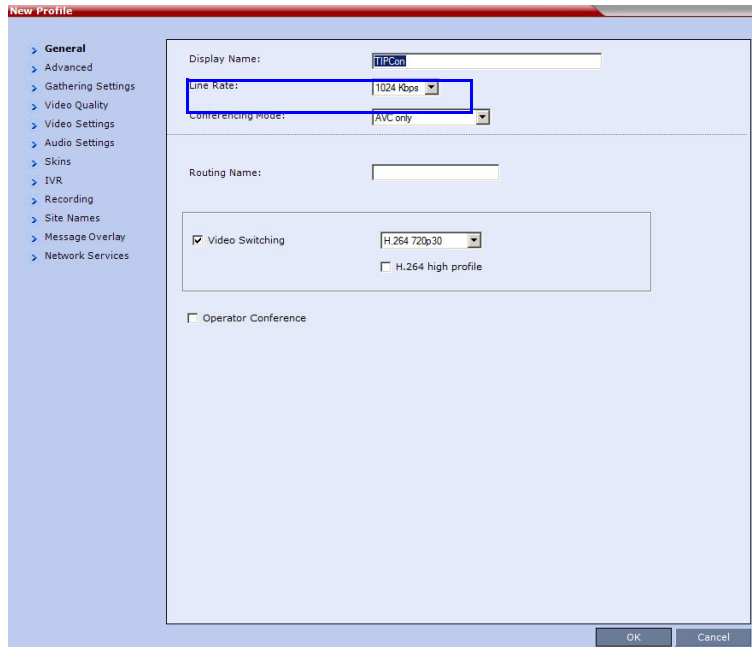 New Profile
General
Advanced
Gathering Settings
Video Quality
Video Settings
Audio Settings
Skins
IVR
Recording
Site Names
Message Overlay
Network Services
Display Name: TIPCon
Line Rate: 1024 Kbps
Conferencing Mode: AVC only
Routing Name:
Video Switching H.264 720p30
H.264 high profile
Operator Conference
OK Cancel